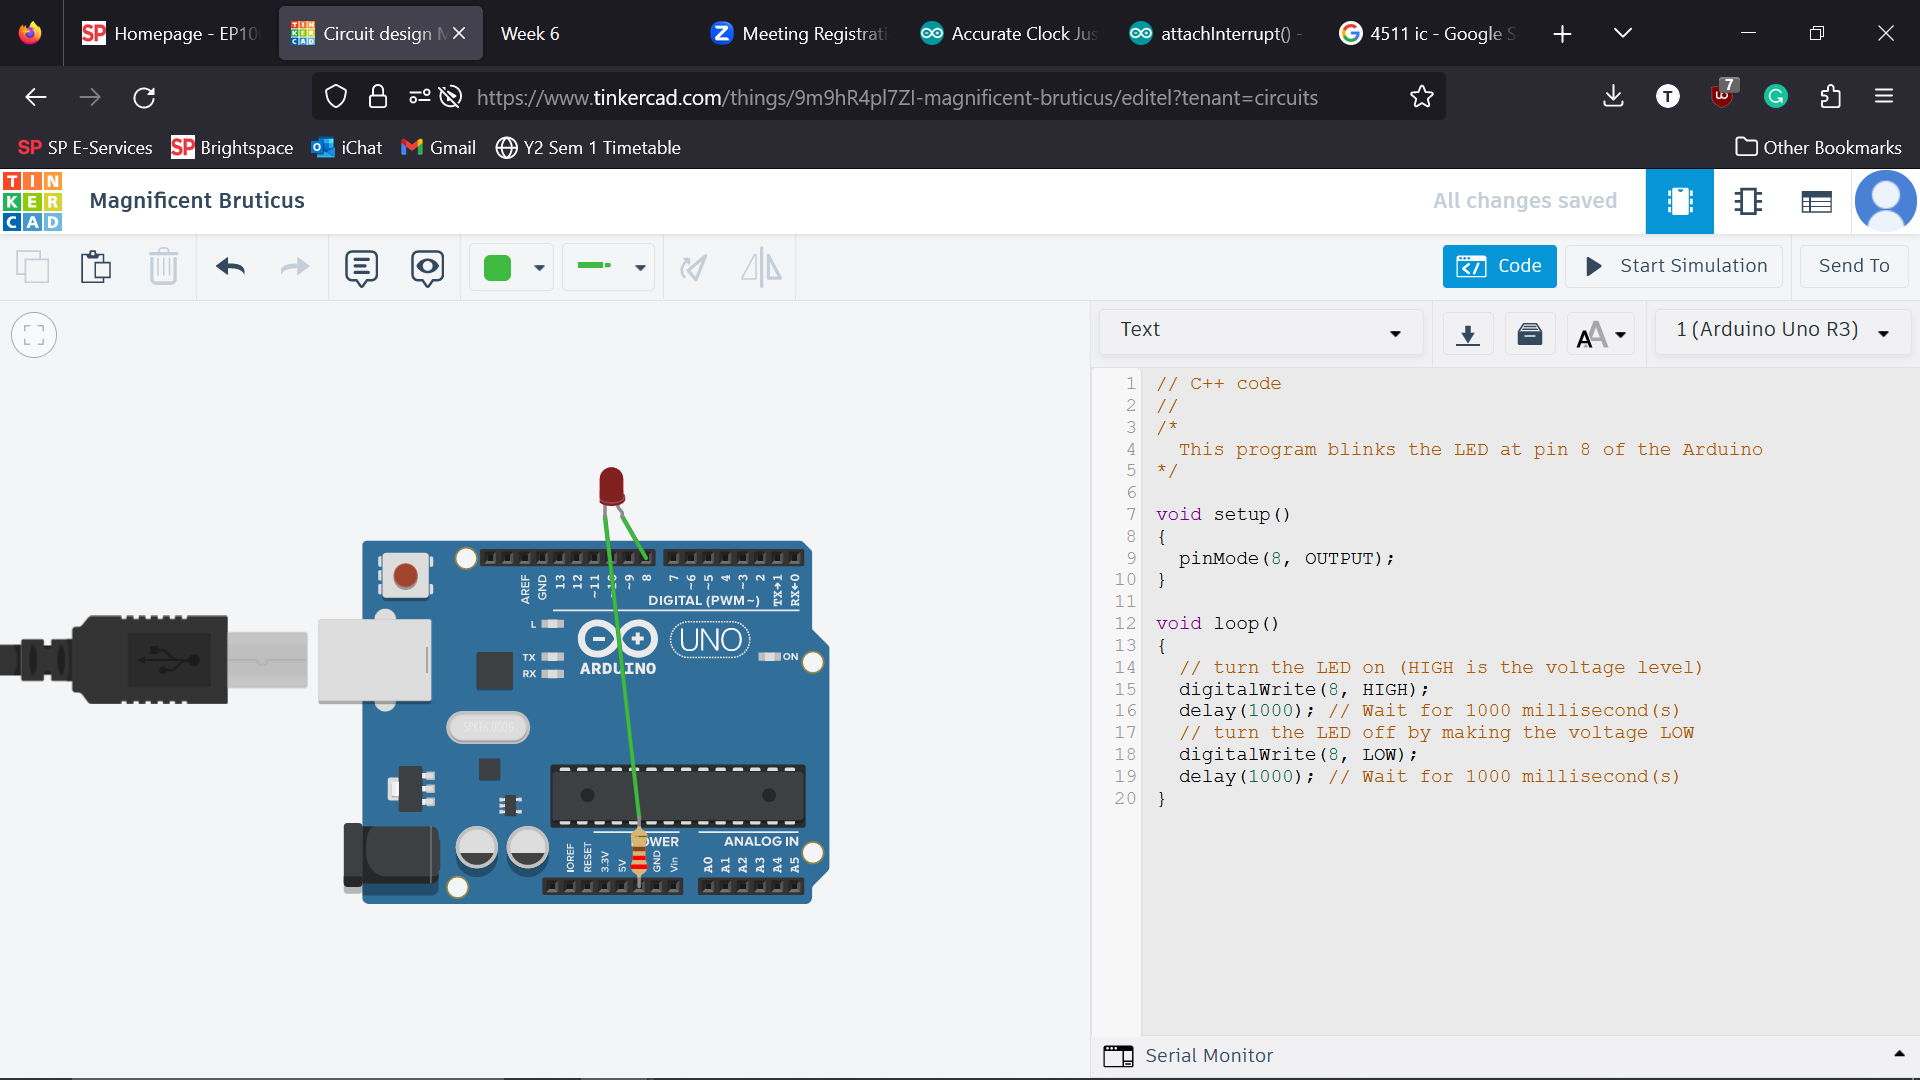 Homepage - EP10
Circuit design M
Week 6
Meeting Registrati
Accurate Clock Jus
attachInterrupt() -
4511 ic - Google S
https://www.tinkercad.com/things/9m9hR4pl7ZI-magnificent-bruticus/editel?tenant=circuits
7
SP SP E-Services
SP Brightspace
iChat
Gmail
Y2 Sem 1 Timetable
Other Bookmarks
TIN
KER
CAD
Magnificent Bruticus
All changes saved
Code
Start Simulation
Send To
Text
1 (Arduino Uno R3)
1 // C++ code
2 //
3 /*
4 This program blinks the LED at pin 8 of the Arduino
5 */
6
7 void setup()
8 {
9 pinMode(8, OUTPUT);
10 }
11
12 void loop()
13 {
14 // turn the LED on (HIGH is the voltage level)
15 digitalWrite(8, HIGH);
16 delay(1000); // Wait for 1000 millisecond(s)
17 // turn the LED off by making the voltage LOW
18 digitalWrite(8, LOW);
19 delay(1000); // Wait for 1000 millisecond(s)
20 }
AREF
GND
13
12
~11
~9
8
7
~6
~5
4
~3
2
TX→1
RX←0
DIGITAL (PWM~)
L
TX
RX
ARDUINO
UNO
ON
SPK16.000G
ANALOG IN
IOREF
RESET
3.3V
5V
GND
Vin
A0
A1
A2
A3
A4
A5
Serial Monitor